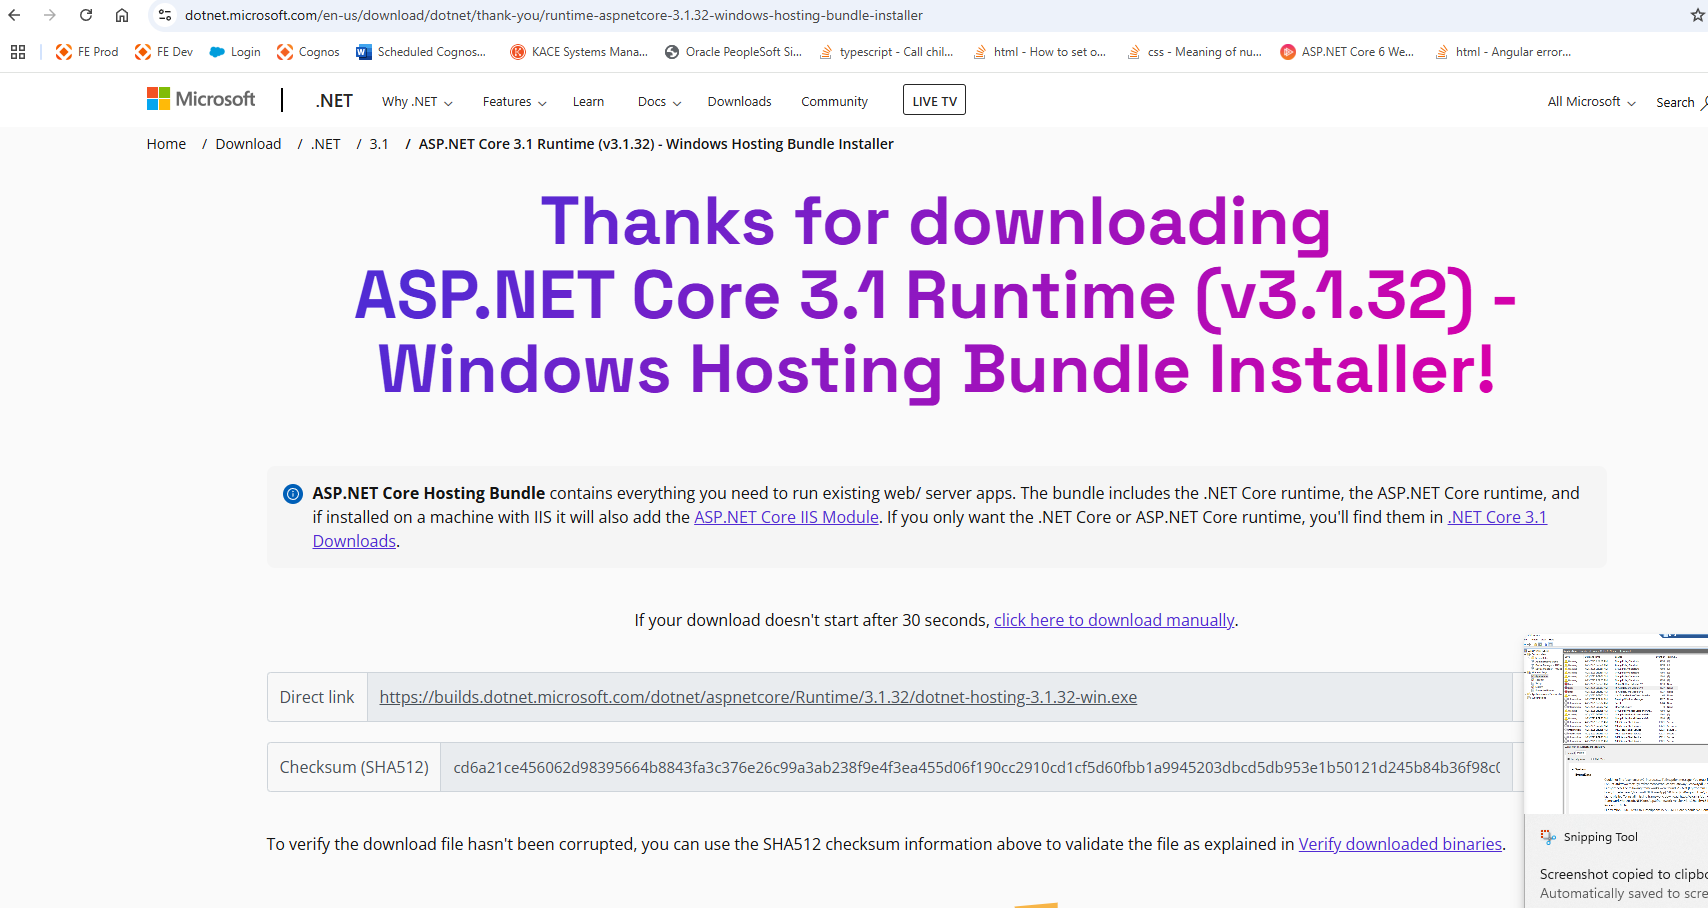 dotnet.microsoft.com/en-us/download/dotnet/thank-you/runtime-aspnetcore-3.1.32-windows-hosting-bundle-installer
FE Prod FE Dev Login Cognos Scheduled Cognos... KACE Systems Mana... Oracle PeopleSoft Si... typescript - Call chil... html - How to set o... css - Meaning of nu... ASP.NET Core 6 We... html - Angular error...
Microsoft .NET Why .NET Features Learn Docs Downloads Community LIVE TV All Microsoft Search
Home / Download / .NET / 3.1 / ASP.NET Core 3.1 Runtime (v3.1.32) - Windows Hosting Bundle Installer
Thanks for downloading
ASP.NET Core 3.1 Runtime (v3.1.32) -
Windows Hosting Bundle Installer!
ASP.NET Core Hosting Bundle contains everything you need to run existing web/ server apps. The bundle includes the .NET Core runtime, the ASP.NET Core runtime, and
if installed on a machine with IIS it will also add the ASP.NET Core IIS Module. If you only want the .NET Core or ASP.NET Core runtime, you'll find them in .NET Core 3.1
Downloads.
If your download doesn't start after 30 seconds, click here to download manually.
Direct link https://builds.dotnet.microsoft.com/dotnet/aspnetcore/Runtime/3.1.32/dotnet-hosting-3.1.32-win.exe
Checksum (SHA512) cd6a21ce456062d98395664b8843fa3c376e26c99a3ab238f9e4f3ea455d06f190cc2910cd1cf5d60fbb1a9945203dbcd5db953e1b50121d245b84b36f98c0
To verify the download file hasn't been corrupted, you can use the SHA512 checksum information above to validate the file as explained in Verify downloaded binaries.
Snipping Tool
Screenshot copied to clipbo
Automatically saved to scre